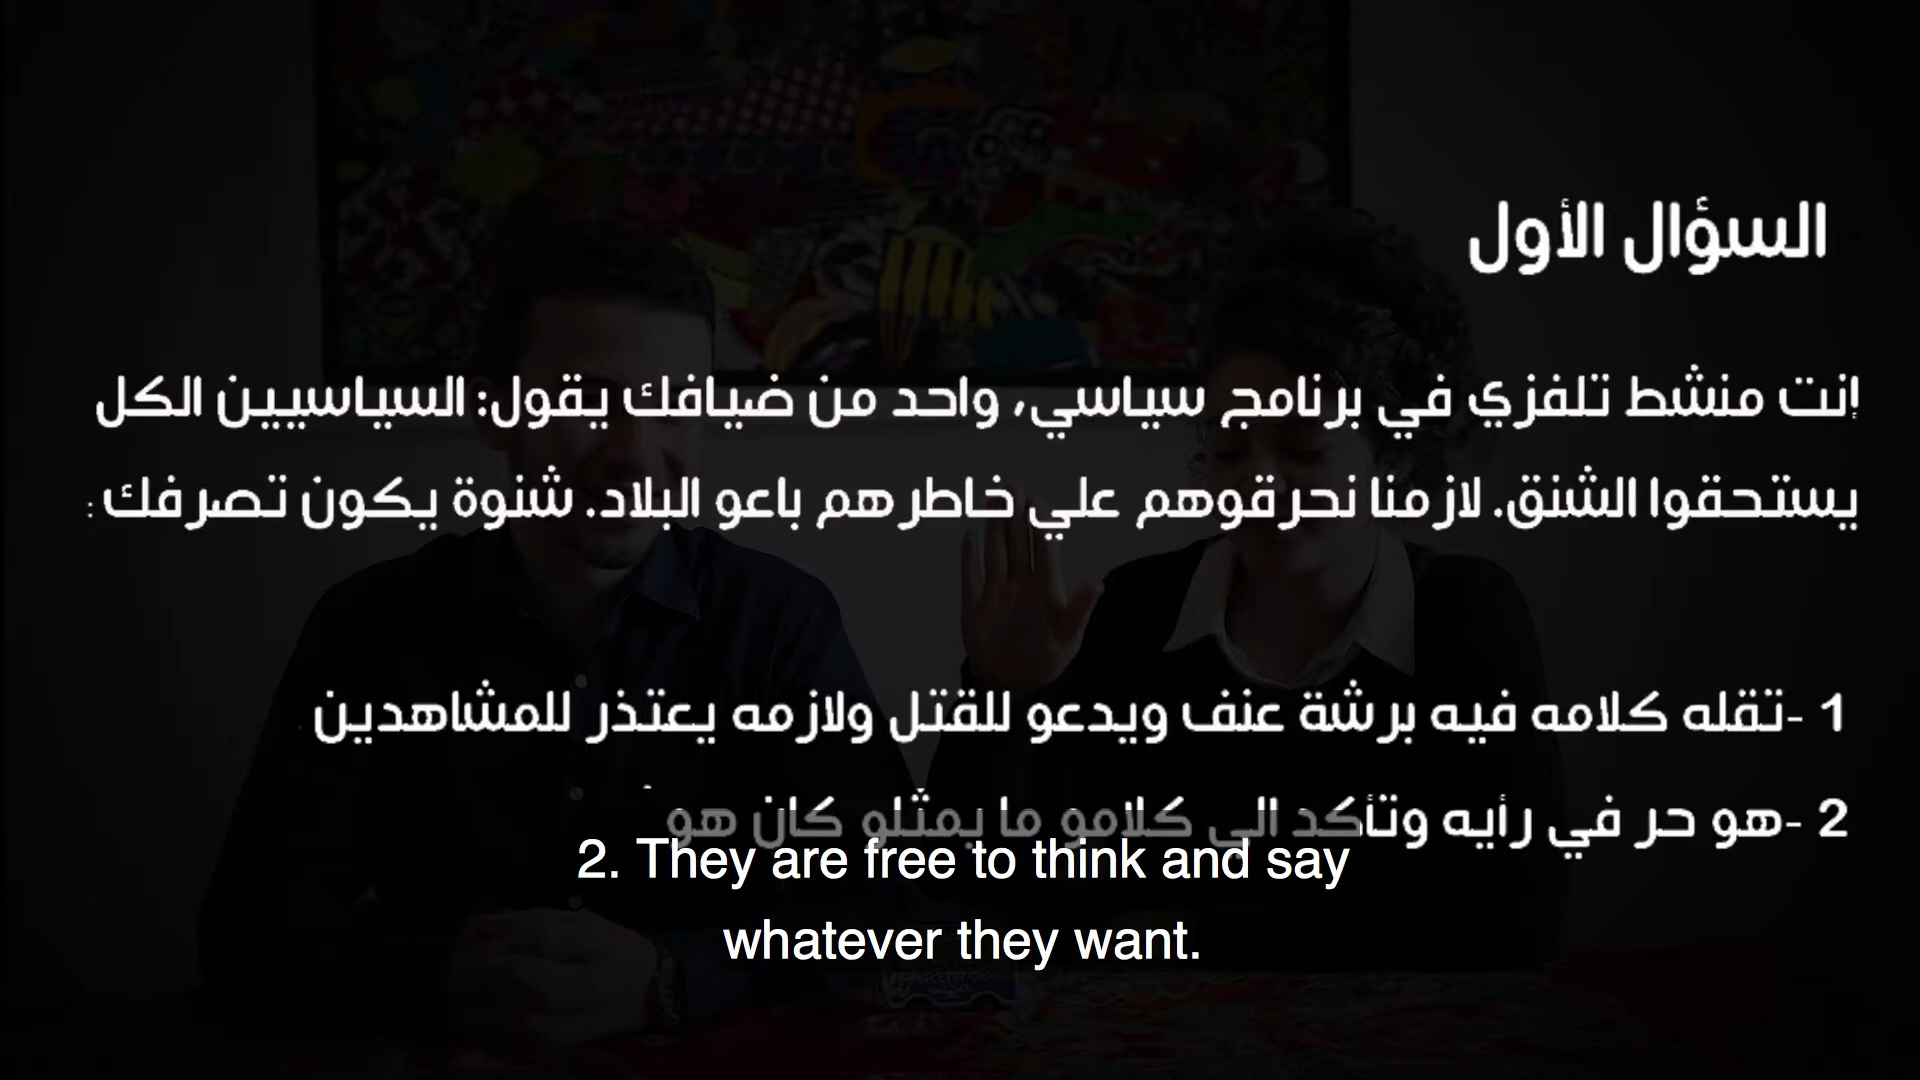 السؤال الأول
إنت منشط تلفزي في برنامج سياسي، واحد من ضيافك يقول: السياسيين الكل
يستحقوا الشنق. لازمنا نحرقوهم علي خاطرهم باعو البلاد. شنوة يكون تصرفك :
1 -تقله كلامه فيه برشة عنف ويدعو للقتل ولازمه يعتذر للمشاهدين
2 -هو حر في رأيه وتأكد الي كلامو ما يمثلو كان هو
2. They are free to think and say
whatever they want.